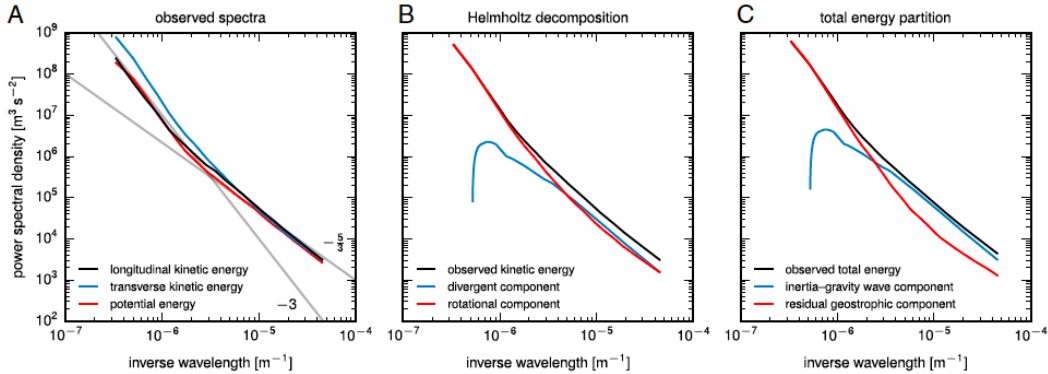 A observed spectra
B Helmholtz decomposition
C total energy partition
power spectral density [m³ s⁻²]
10⁹
10⁸
10⁷
10⁶
10⁵
10⁴
10³
10²
−5/3
−3
longitudinal kinetic energy
transverse kinetic energy
potential energy
10⁻⁷ 10⁻⁶ 10⁻⁵ 10⁻⁴
inverse wavelength [m⁻¹]
observed kinetic energy
divergent component
rotational component
10⁻⁷ 10⁻⁶ 10⁻⁵ 10⁻⁴
inverse wavelength [m⁻¹]
observed total energy
inertia–gravity wave component
residual geostrophic component
10⁻⁷ 10⁻⁶ 10⁻⁵ 10⁻⁴
inverse wavelength [m⁻¹]